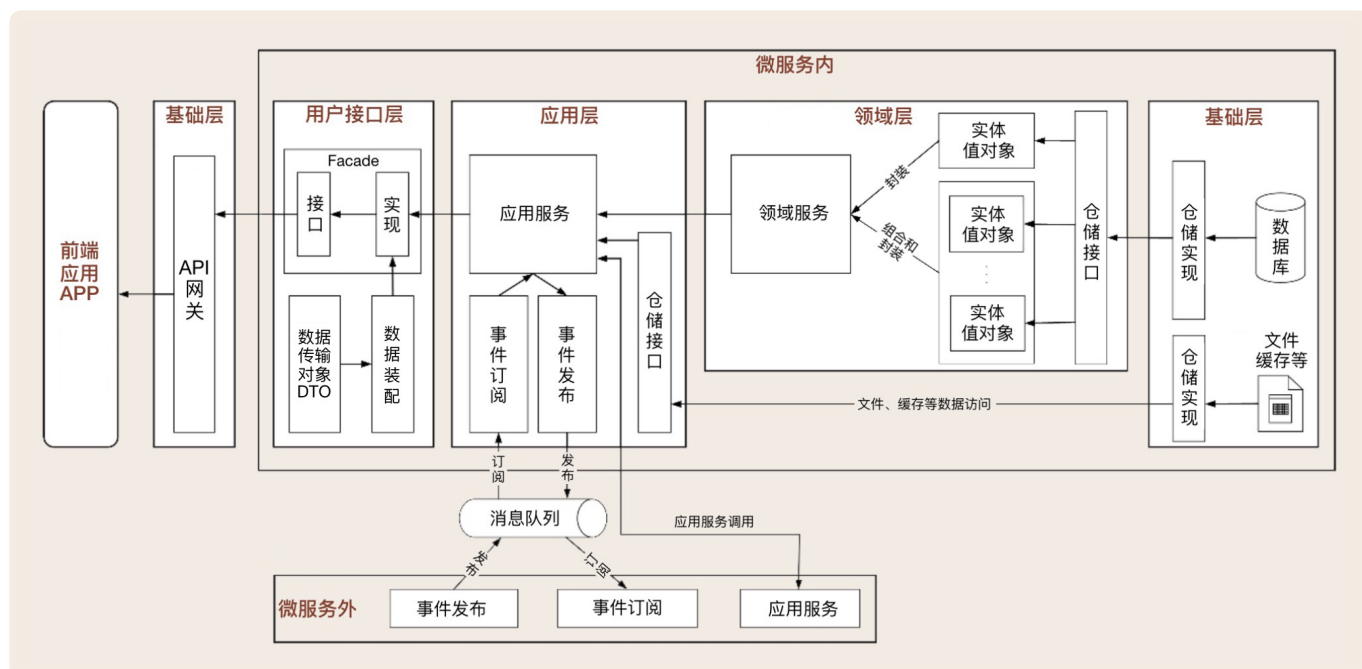 微服务内
基础层
用户接口层
应用层
领域层
基础层
前端
应用
APP
API
网
关
Facade
接
口
实
现
数据
传输
对象
DTO
数
据
装
配
应用服务
事
件
订
阅
事
件
发
布
仓
储
接
口
领域服务
封装
组合和
封装
实体
值对象
实体
值对象
实体
值对象
仓
储
接
口
仓
储
实
现
数
据
库
仓
储
实
现
文件
缓存等
文件、缓存等数据访问
订
阅
发
布
消息队列
应用服务调用
发布
订阅
微服务外
事件发布
事件订阅
应用服务